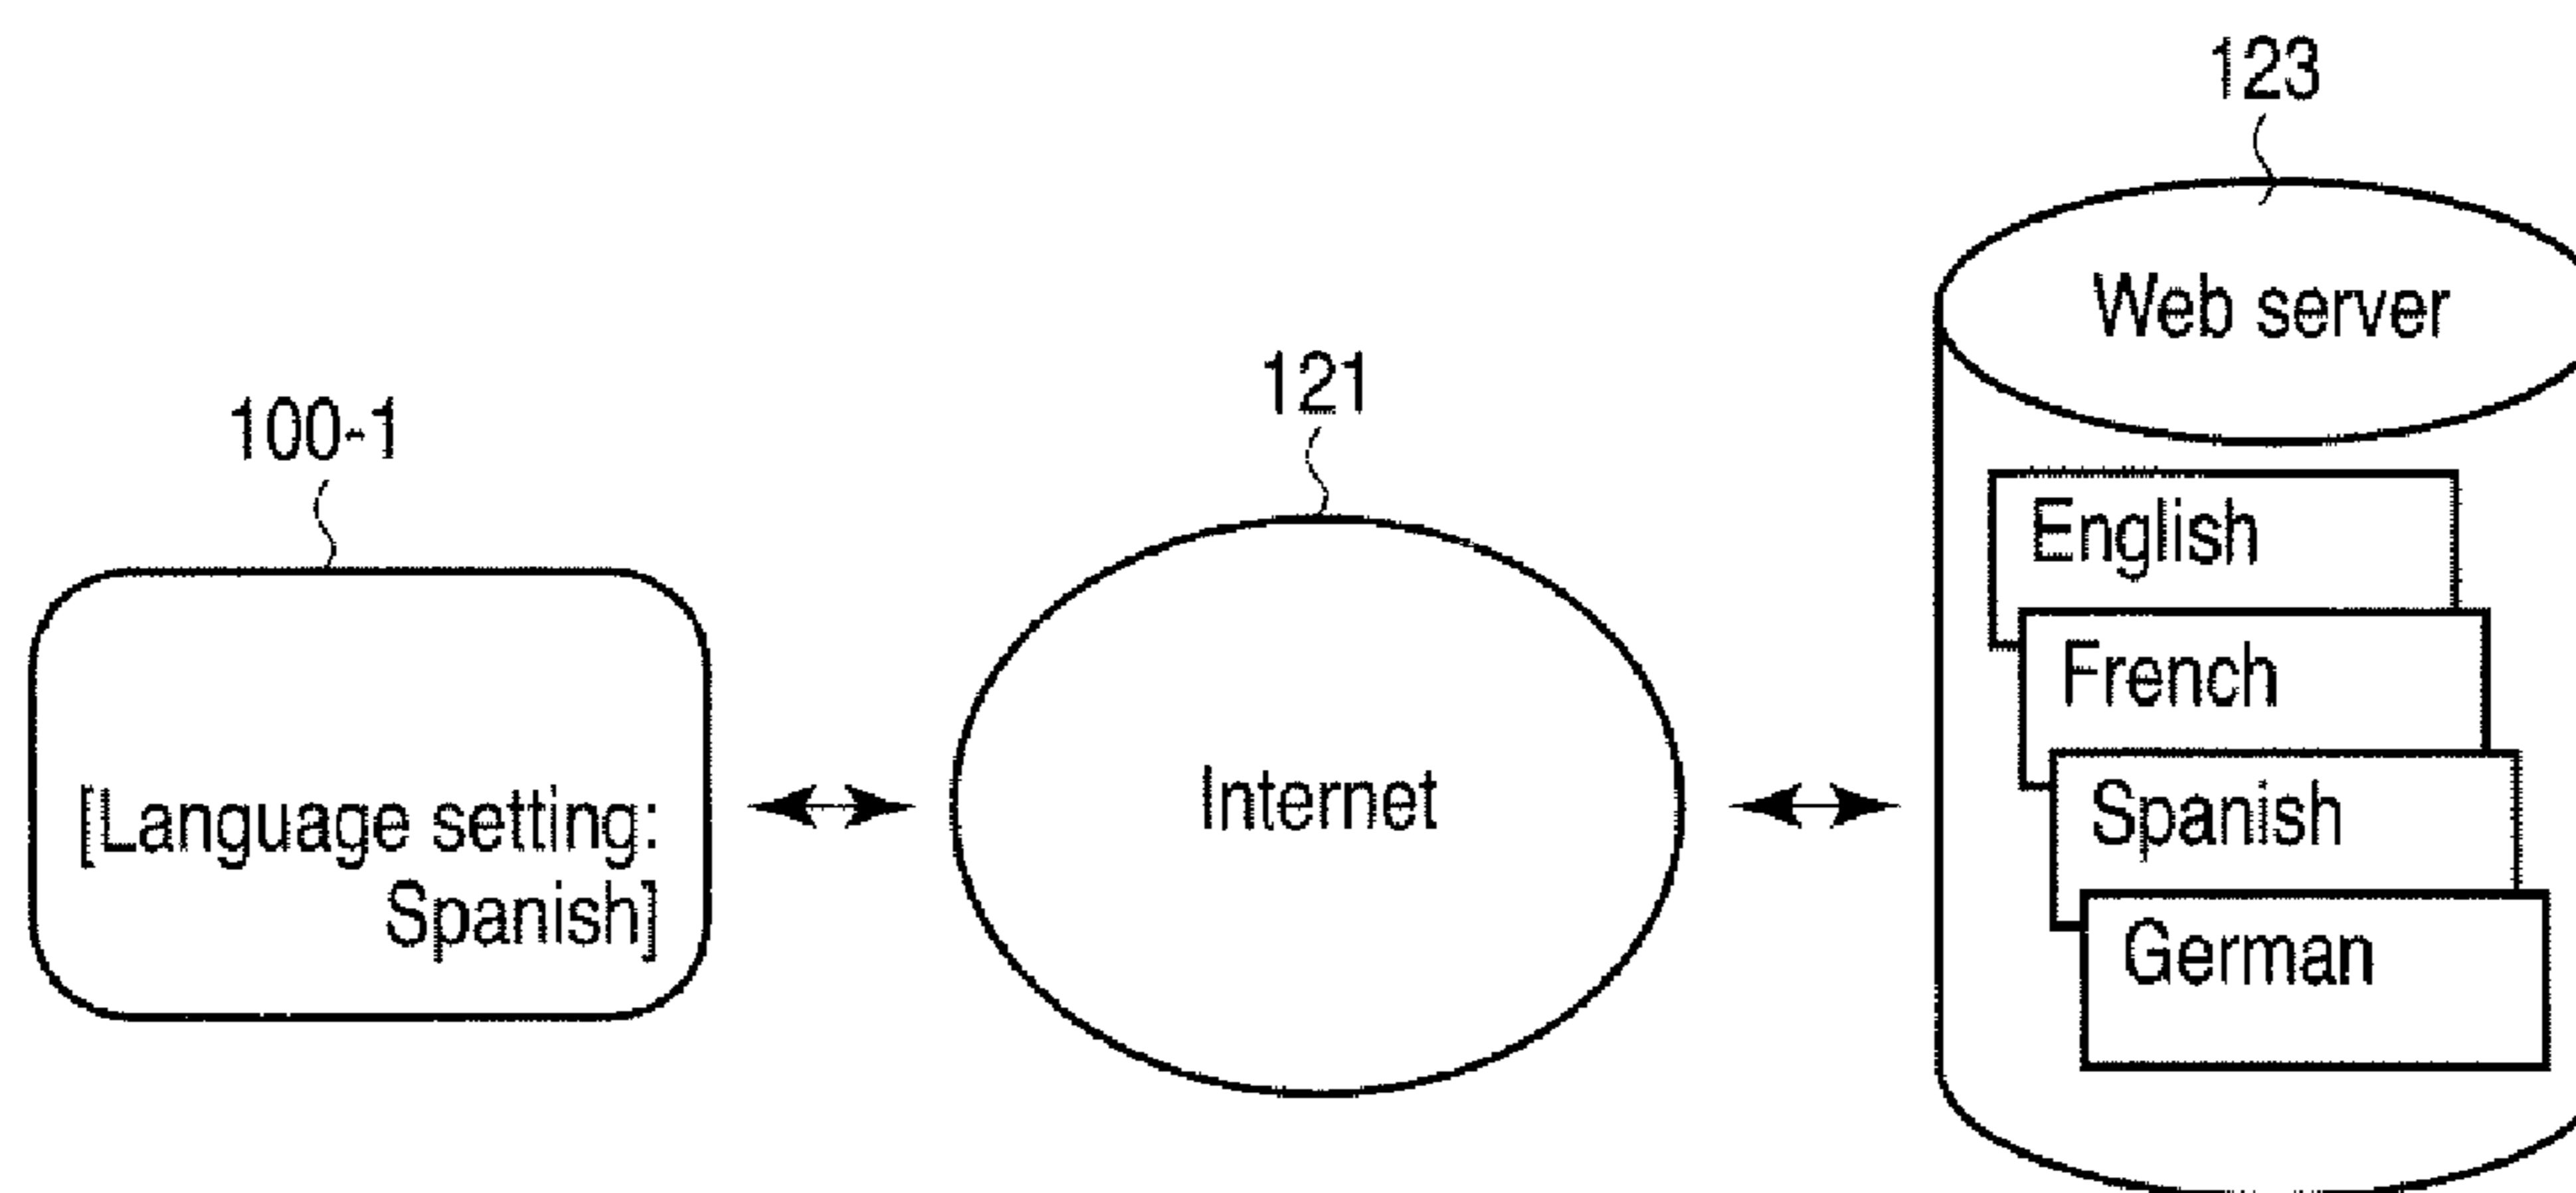 123
Web server
121
100-1
English
French
[Language setting:
Spanish]
Internet
Spanish
German